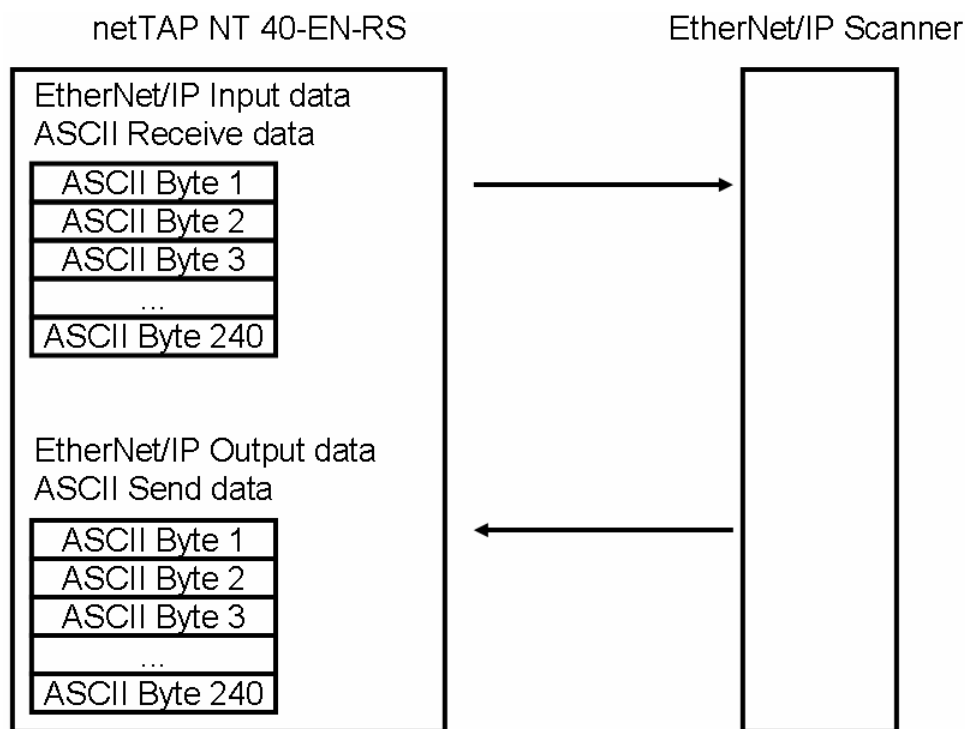 netTAP NT 40-EN-RS
EtherNet/IP Scanner
EtherNet/IP Input data
ASCII Receive data
ASCII Byte 1
ASCII Byte 2
ASCII Byte 3
...
ASCII Byte 240
EtherNet/IP Output data
ASCII Send data
ASCII Byte 1
ASCII Byte 2
ASCII Byte 3
...
ASCII Byte 240